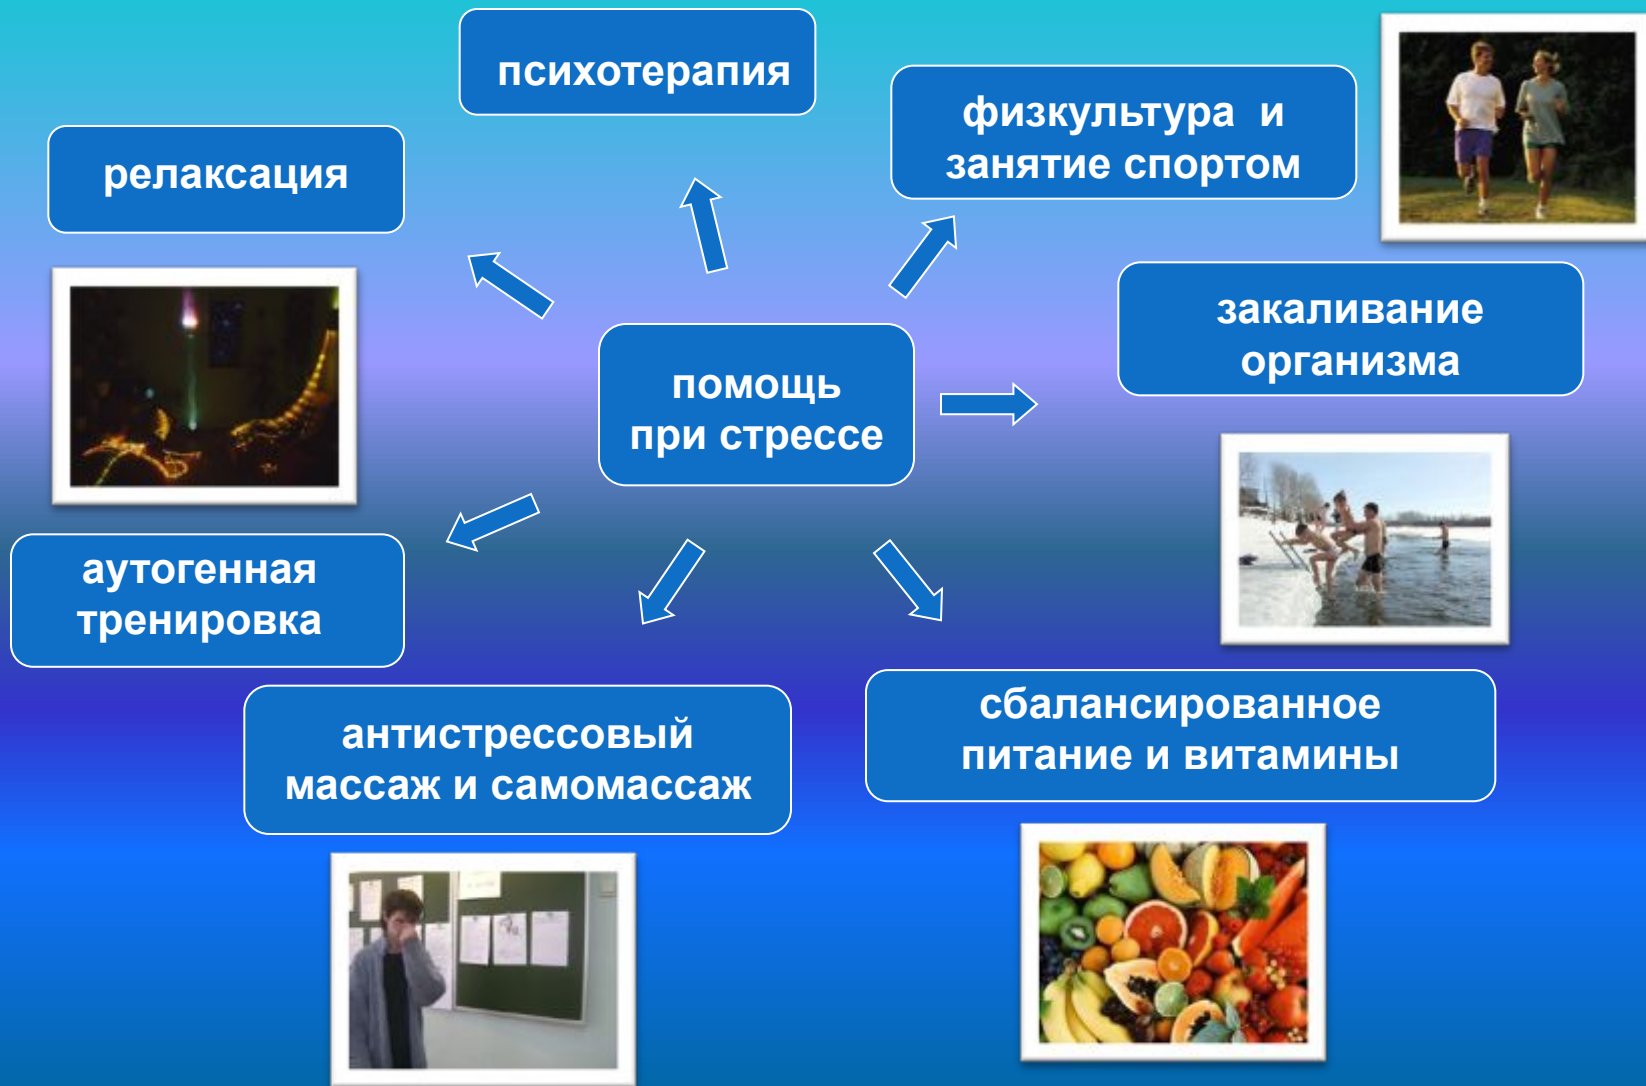 психотерапия
физкультура и
занятие спортом
релаксация
закаливание
организма
помощь
при стрессе
аутогенная
тренировка
антистрессовый
массаж и самомассаж
сбалансированное
питание и витамины